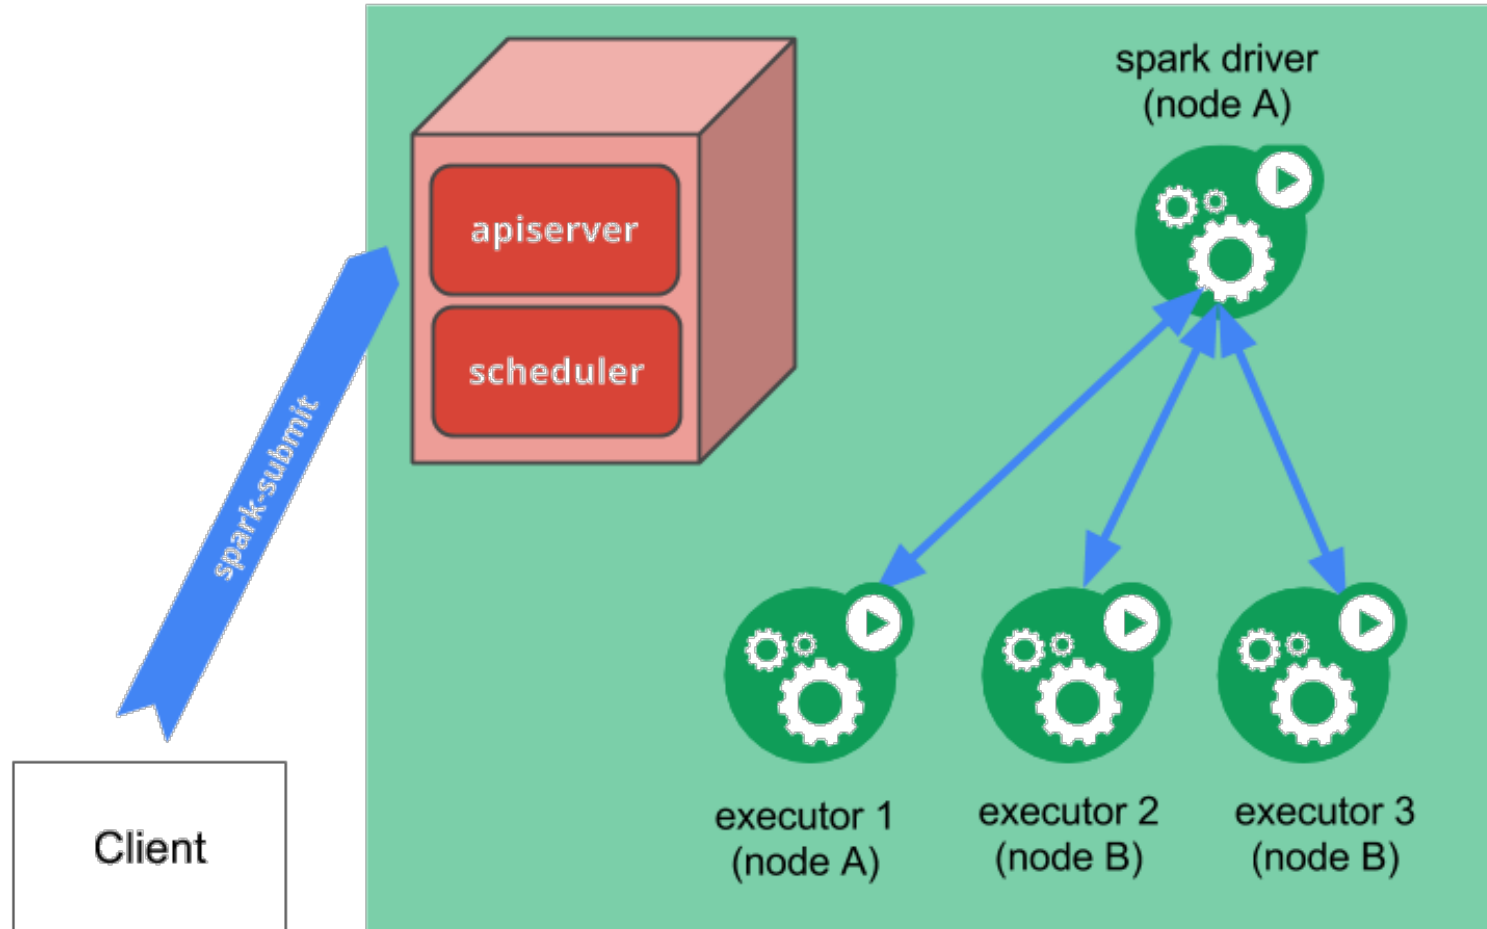 spark driver
(node A)
apiserver
scheduler
spark-submit
Client
executor 1
(node A)
executor 2
(node B)
executor 3
(node B)